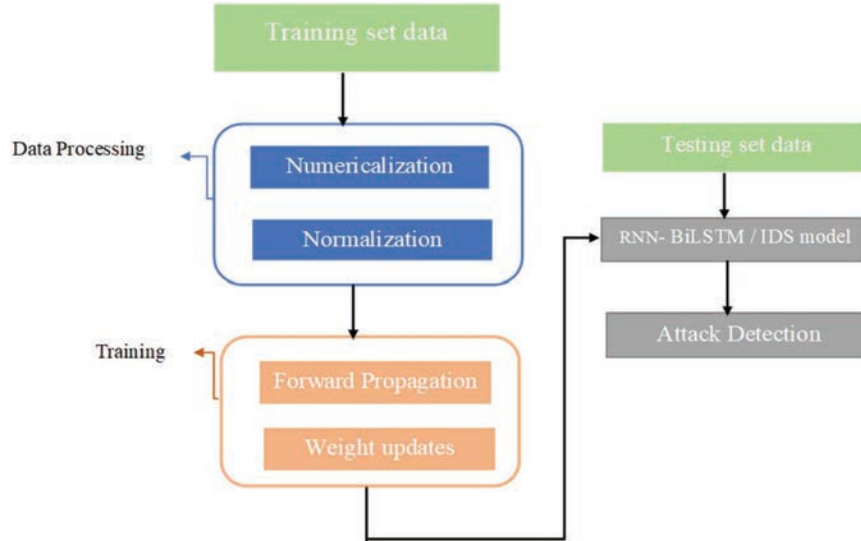 Training set data
Data Processing
Numericalization
Normalization
Training
Forward Propagation
Weight updates
Testing set data
RNN- BiLSTM / IDS model
Attack Detection